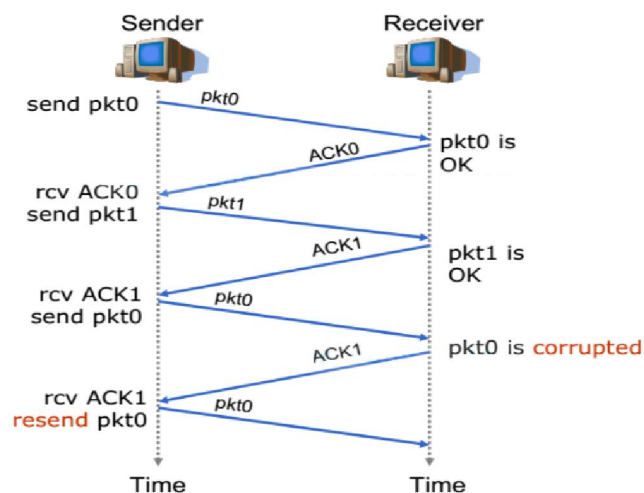 Sender
Receiver
send pkt0
pkt0
pkt0 is
OK
ACK0
rcv ACK0
send pkt1
pkt1
pkt1 is
OK
ACK1
rcv ACK1
send pkt0
pkt0
pkt0 is corrupted
ACK1
rcv ACK1
resend pkt0
pkt0
Time
Time